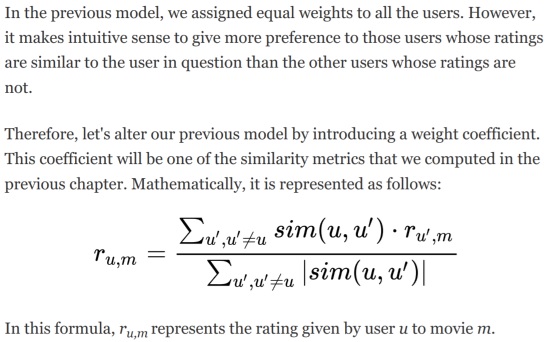 In the previous model, we assigned equal weights to all the users. However,
it makes intuitive sense to give more preference to those users whose ratings
are similar to the user in question than the other users whose ratings are
not.
Therefore, let's alter our previous model by introducing a weight coefficient.
This coefficient will be one of the similarity metrics that we computed in the
previous chapter. Mathematically, it is represented as follows:
r_{u,m} = \frac{\sum_{u',u'\neq u} sim(u,u') \cdot r_{u',m}}{\sum_{u',u'\neq u} |sim(u,u')|}
In this formula, r_{u,m} represents the rating given by user u to movie m.